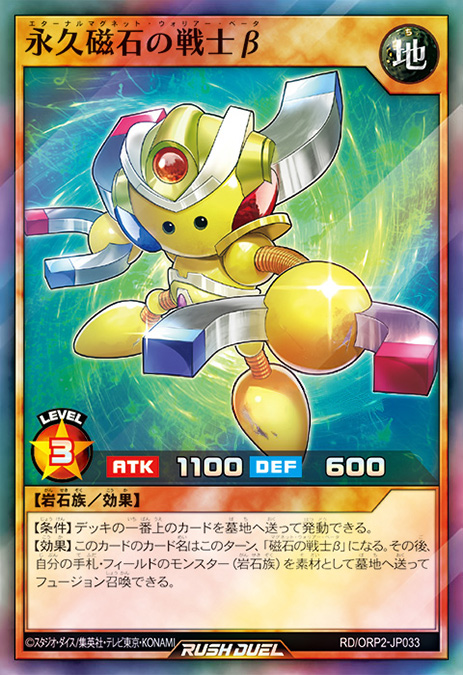 エターナルマグネット・ウォリアー・ベータ
永久磁石の戦士β
地
LEVEL
3
ATK 1100 DEF 600
【岩石族／効果】
【条件】デッキの一番上のカードを墓地へ送って発動できる。
【効果】このカードのカード名はこのターン、「磁石の戦士β」になる。その後、
自分の手札・フィールドのモンスター(岩石族)を素材として墓地へ送って
フュージョン召喚できる。
©スタジオ・ダイス/集英社・テレビ東京・KONAMI
RUSH DUEL
RD/ORP2-JP033